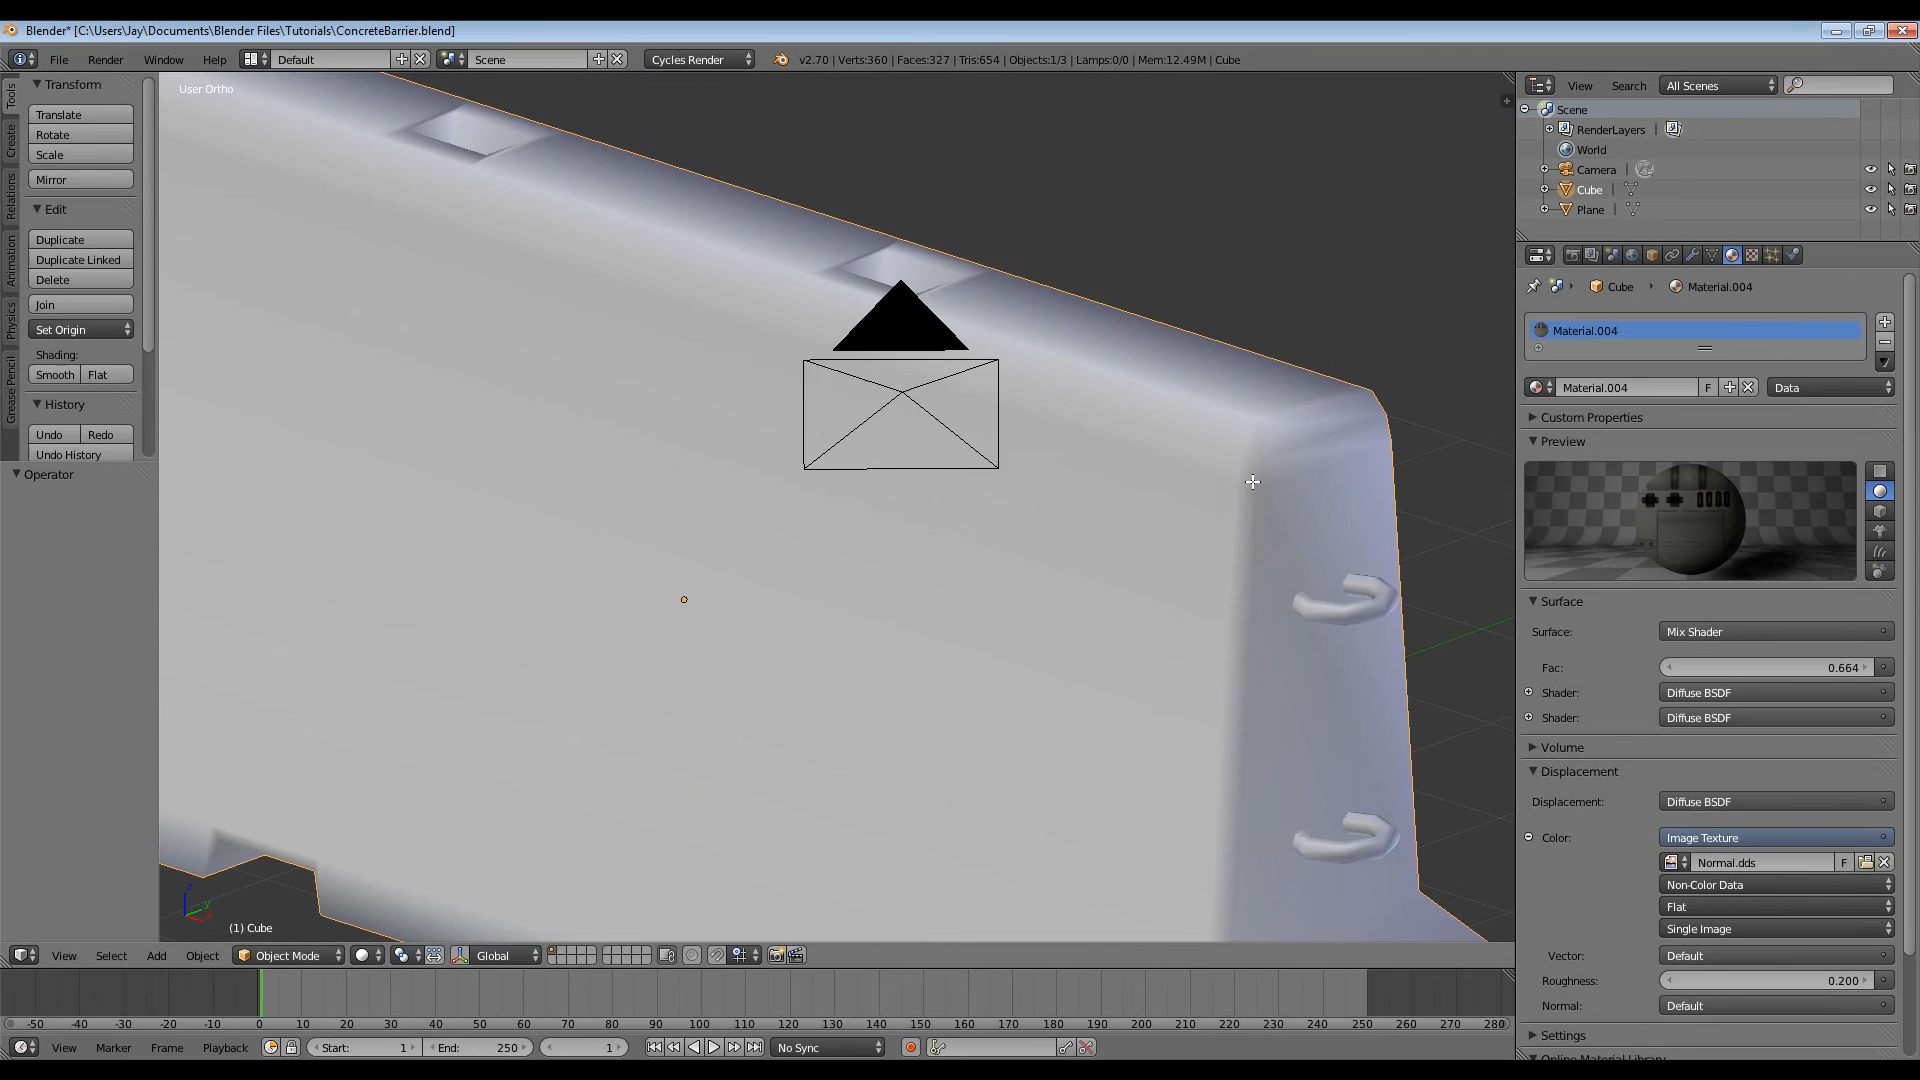 Blender* [C:\Users\Jay\Documents\Blender Files\Tutorials\ConcreteBarrier.blend]
File Render Window Help Default Scene Cycles Render v2.70 | Verts:360 | Faces:327 | Tris:654 | Objects:1/3 | Lamps:0/0 | Mem:12.49M | Cube
Tools
Create
Relations
Animation
Physics
Grease Pencil
Transform
Translate
Rotate
Scale
Mirror
Edit
Duplicate
Duplicate Linked
Delete
Join
Set Origin
Shading:
Smooth Flat
History
Undo Redo
Undo History
Operator
User Ortho
z
y
x
(1) Cube
View Select Add Object Object Mode Global
-50 -40 -30 -20 -10 0 10 20 30 40 50 60 70 80 90 100 110 120 130 140 150 160 170 180 190 200 210 220 230 240 250 260 270 280
View Marker Frame Playback Start: 1 End: 250 1 No Sync
View Search All Scenes
Scene
RenderLayers |
World
Camera |
Cube |
Plane |
Cube Material.004
Material.004
Material.004 F Data
Custom Properties
Preview
Surface
Surface: Mix Shader
Fac: 0.664
Shader: Diffuse BSDF
Shader: Diffuse BSDF
Volume
Displacement
Displacement: Diffuse BSDF
Color: Image Texture
Normal.dds F
Non-Color Data
Flat
Single Image
Vector: Default
Roughness: 0.200
Normal: Default
Settings
Online Material Library